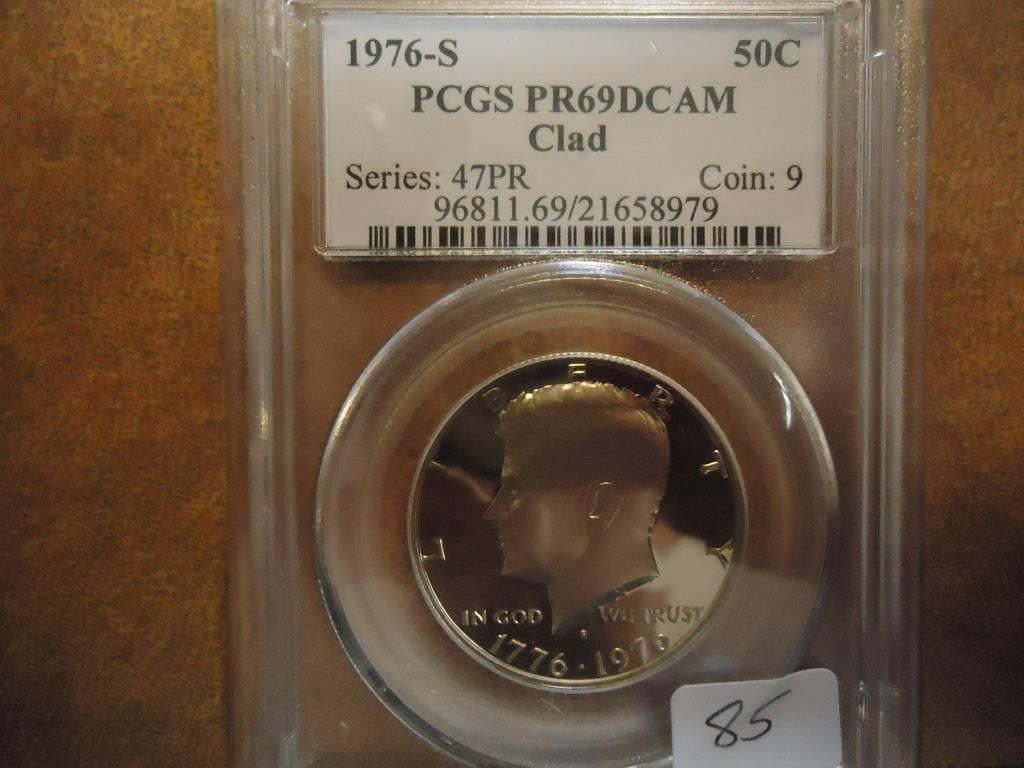 1976-S 50C
PCGS PR69DCAM
Clad
Series: 47PR Coin: 9
96811.69/21658979
LIBERTY
IN GOD WE TRUST
1776·1976
85